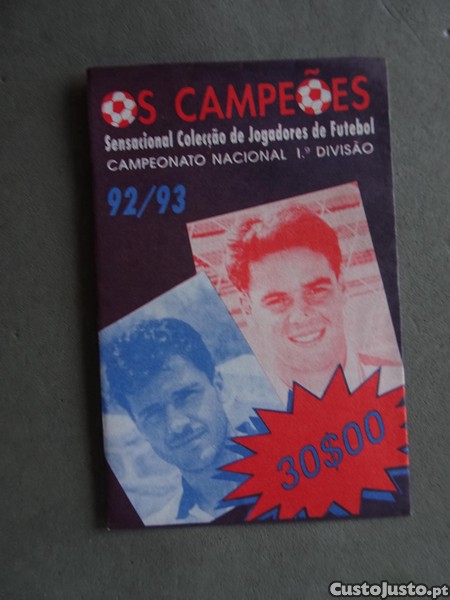 OS CAMPEÕES
Sensacional Colecção de Jogadores de Futebol
CAMPEONATO NACIONAL 1.º DIVISÃO
92/93
30$00
CustoJusto.pt